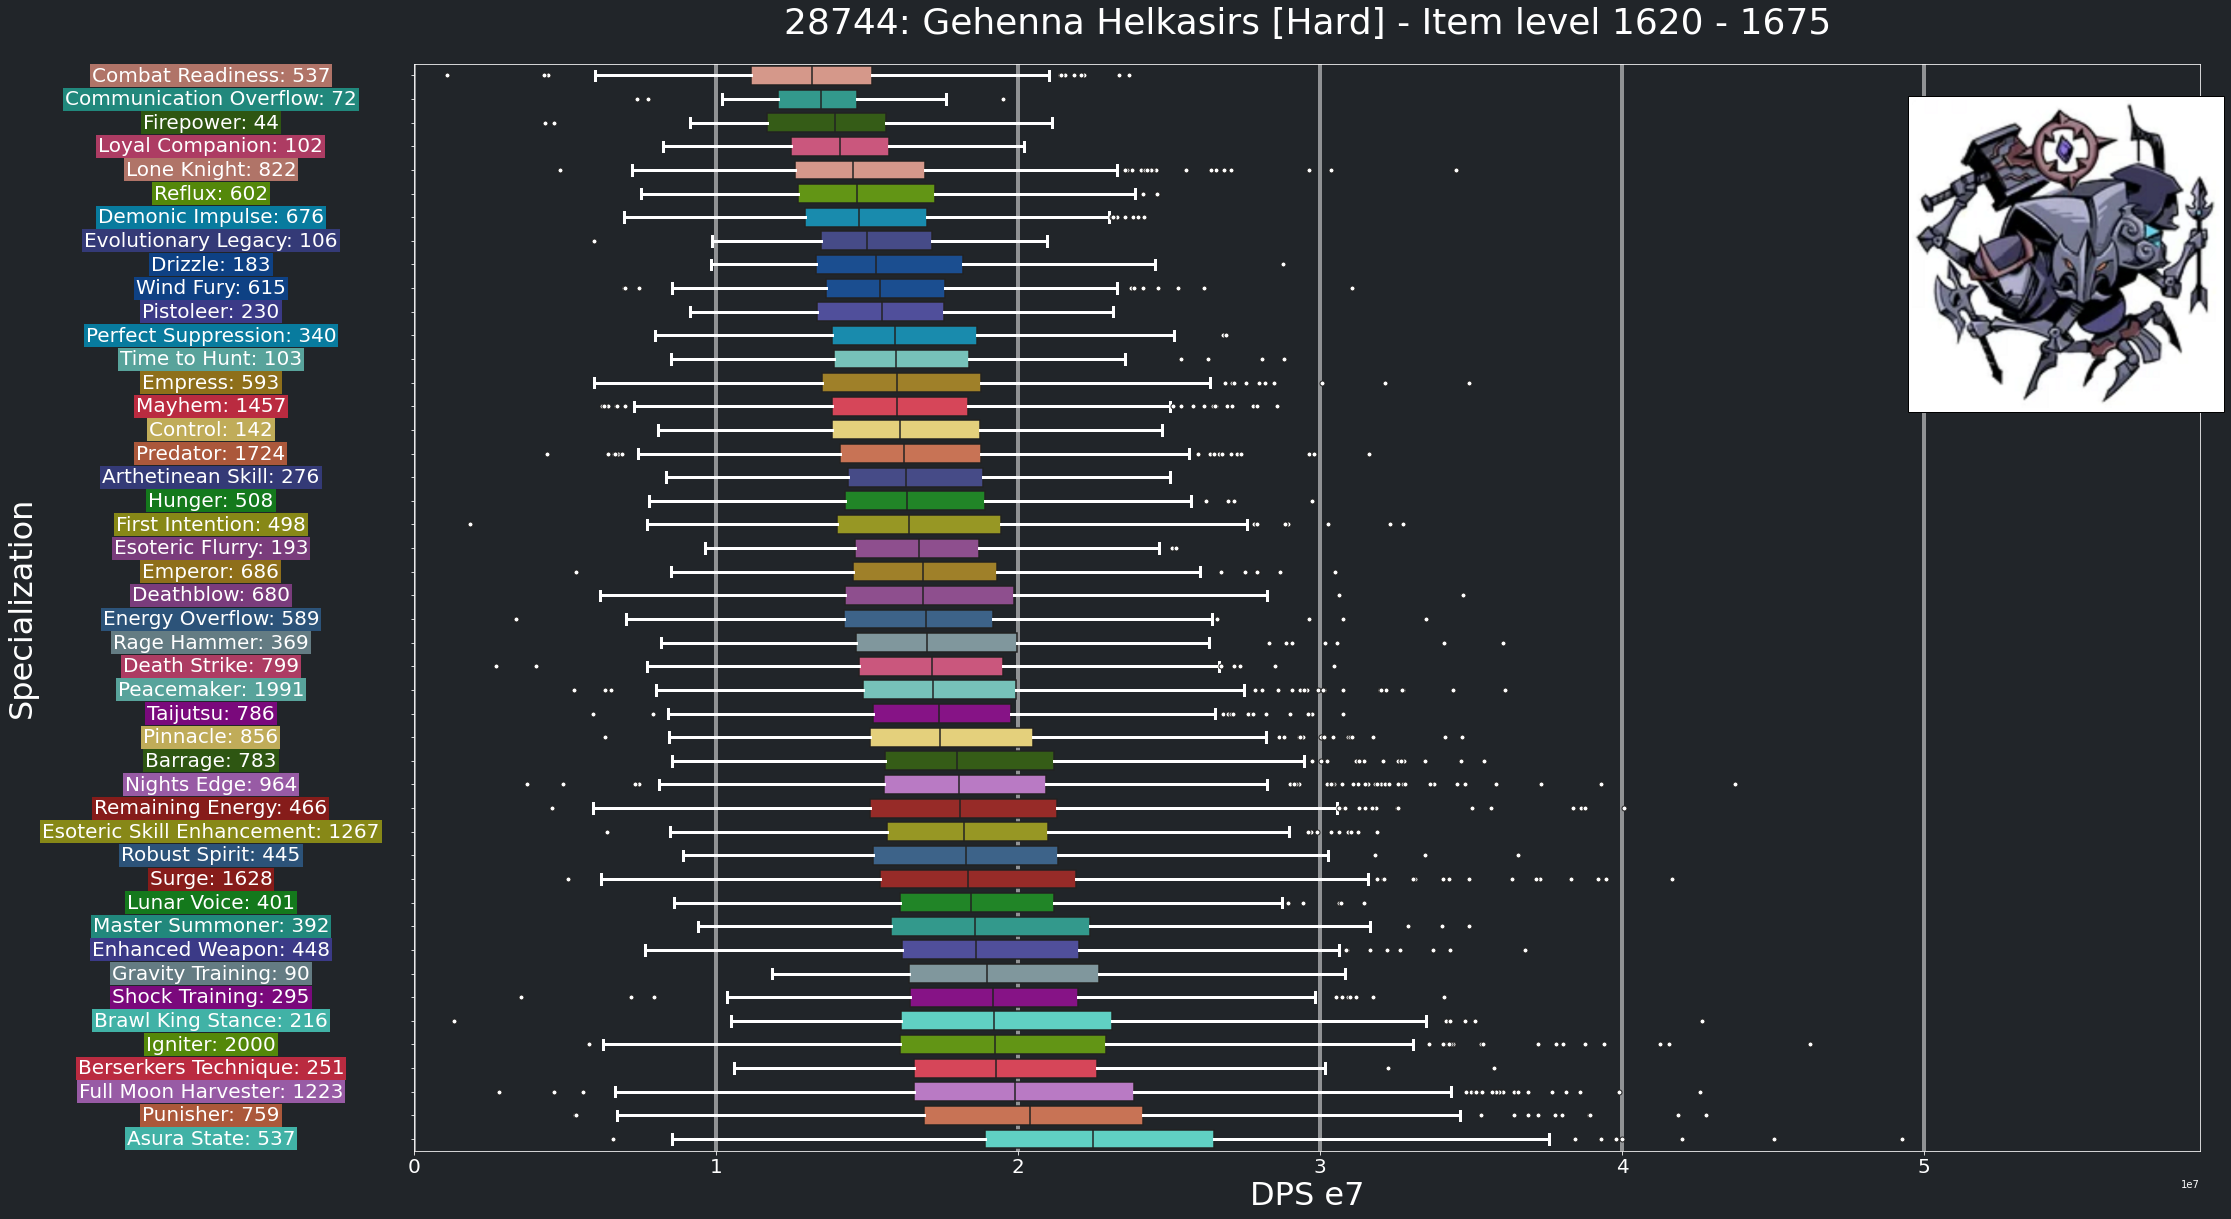 28744: Gehenna Helkasirs [Hard] - Item level 1620 - 1675
Specialization
Combat Readiness: 537
Communication Overflow: 72
Firepower: 44
Loyal Companion: 102
Lone Knight: 822
Reflux: 602
Demonic Impulse: 676
Evolutionary Legacy: 106
Drizzle: 183
Wind Fury: 615
Pistoleer: 230
Perfect Suppression: 340
Time to Hunt: 103
Empress: 593
Mayhem: 1457
Control: 142
Predator: 1724
Arthetinean Skill: 276
Hunger: 508
First Intention: 498
Esoteric Flurry: 193
Emperor: 686
Deathblow: 680
Energy Overflow: 589
Rage Hammer: 369
Death Strike: 799
Peacemaker: 1991
Taijutsu: 786
Pinnacle: 856
Barrage: 783
Nights Edge: 964
Remaining Energy: 466
Esoteric Skill Enhancement: 1267
Robust Spirit: 445
Surge: 1628
Lunar Voice: 401
Master Summoner: 392
Enhanced Weapon: 448
Gravity Training: 90
Shock Training: 295
Brawl King Stance: 216
Igniter: 2000
Berserkers Technique: 251
Full Moon Harvester: 1223
Punisher: 759
Asura State: 537
0 1 2 3 4 5
DPS e7
1e7